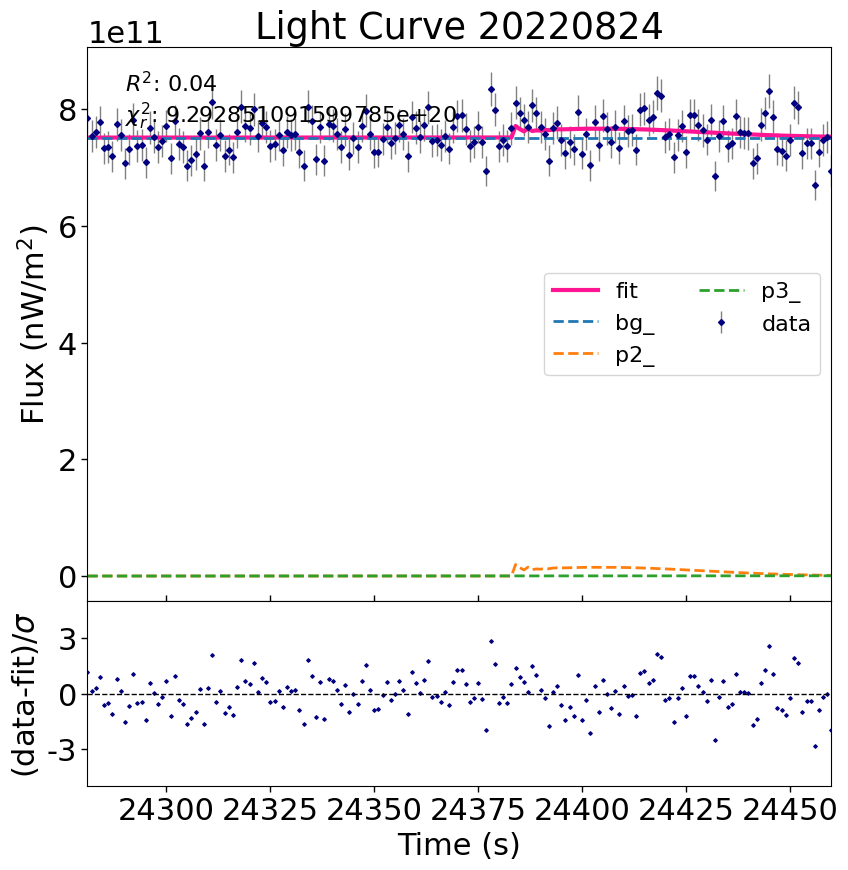 Light Curve 20220824
1e11
R²: 0.04
χ²ᵣ: 9.292851091599785e+20
8
6
4
2
0
Flux (nW/m²)
fit
bg_
p2_
p3_
data
3
0
-3
(data-fit)/σ
24300 24325 24350 24375 24400 24425 24450
Time (s)